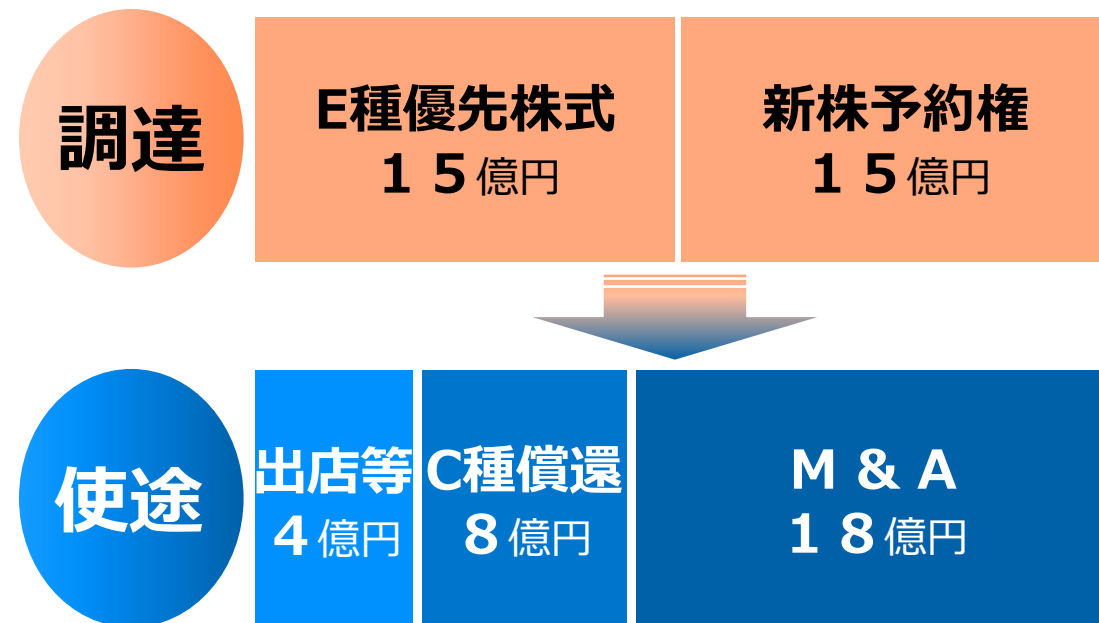 調達
E種優先株式
１５億円
新株予約権
１５億円
使途
出店等
４億円
C種償還
８億円
M & A
１８億円